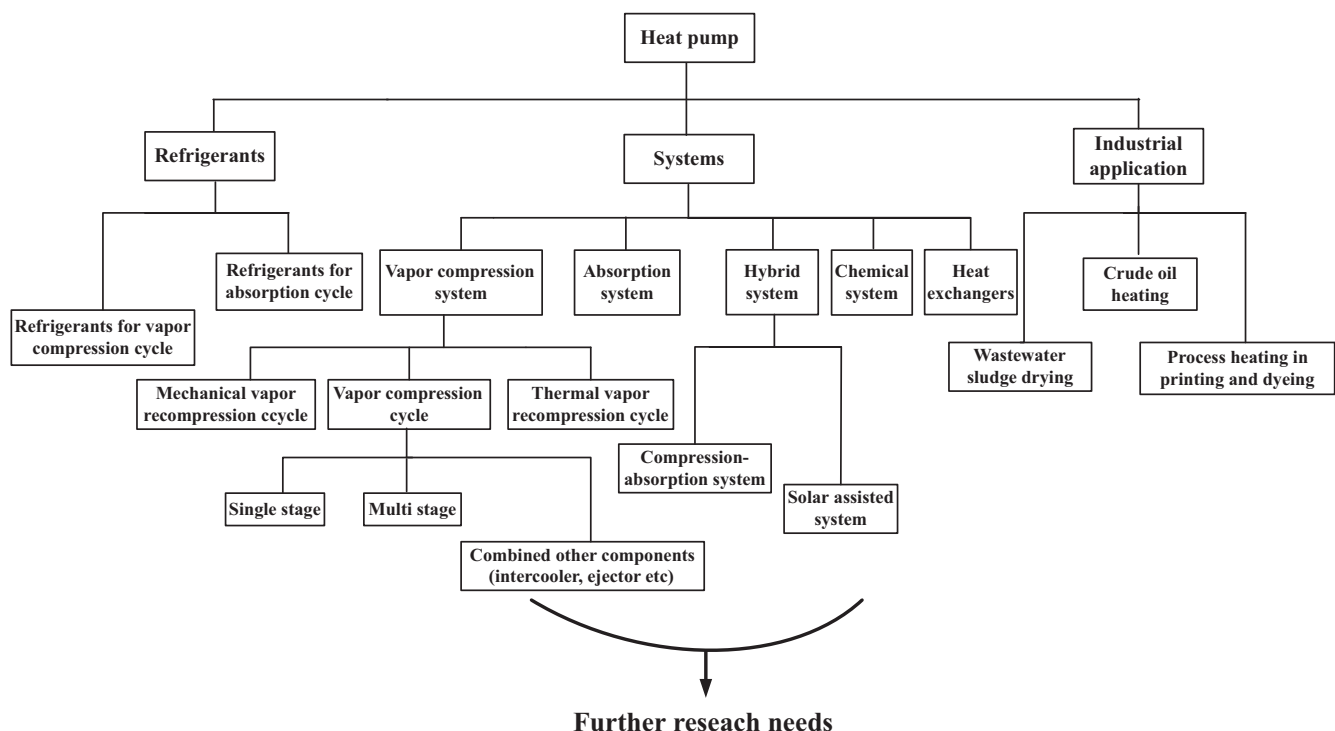 Heat pump
Refrigerants
Systems
Industrial
application
Refrigerants for vapor
compression cycle
Refrigerants for
absorption cycle
Vapor compression
system
Absorption
system
Hybrid
system
Chemical
system
Heat
exchangers
Wastewater
sludge drying
Crude oil
heating
Process heating in
printing and dyeing
Mechanical vapor
recompression ccycle
Vapor compression
cycle
Thermal vapor
recompression cycle
Compression-
absorption system
Solar assisted
system
Single stage
Multi stage
Combined other components
(intercooler, ejector etc)
Further reseach needs